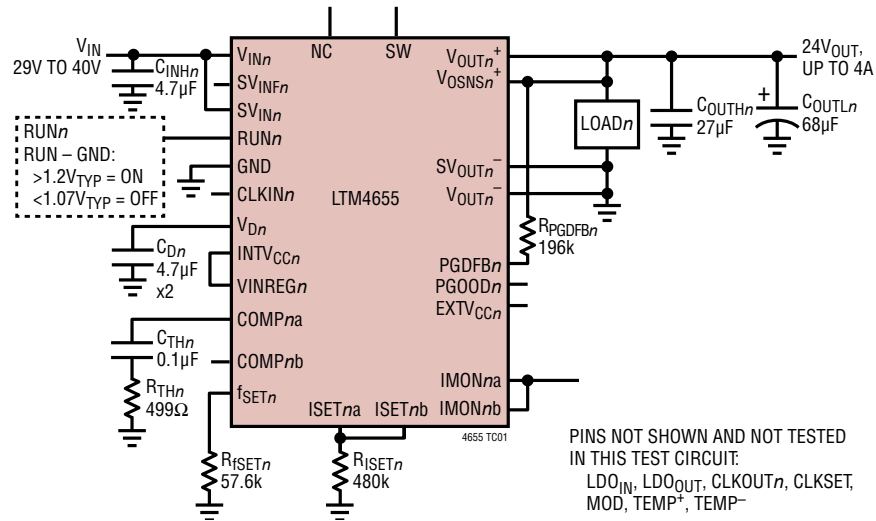 NC
SW
V_IN
29V TO 40V
C_INHn
4.7µF
V_INn
SV_INFn
SV_INn
RUNn
GND
CLKINn
V_Dn
INTV_CCn
VINREGn
COMPna
COMPnb
f_SETn
ISETna ISETnb
LTM4655
V_OUTn+
V_OSNSn+
SV_OUTn–
V_OUTn–
PGDFBn
PGOODn
EXTV_CCn
IMONna
IMONnb
RUNn
RUN – GND:
>1.2V_TYP = ON
<1.07V_TYP = OFF
C_Dn
4.7µF
x2
C_THn
0.1µF
R_THn
499Ω
R_fSETn
57.6k
R_ISETn
480k
LOADn
24V_OUT,
UP TO 4A
C_OUTHn
27µF
+
C_OUTLn
68µF
R_PGDFBn
196k
4655 TC01
PINS NOT SHOWN AND NOT TESTED
IN THIS TEST CIRCUIT:
LDO_IN, LDO_OUT, CLKOUTn, CLKSET,
MOD, TEMP+, TEMP–